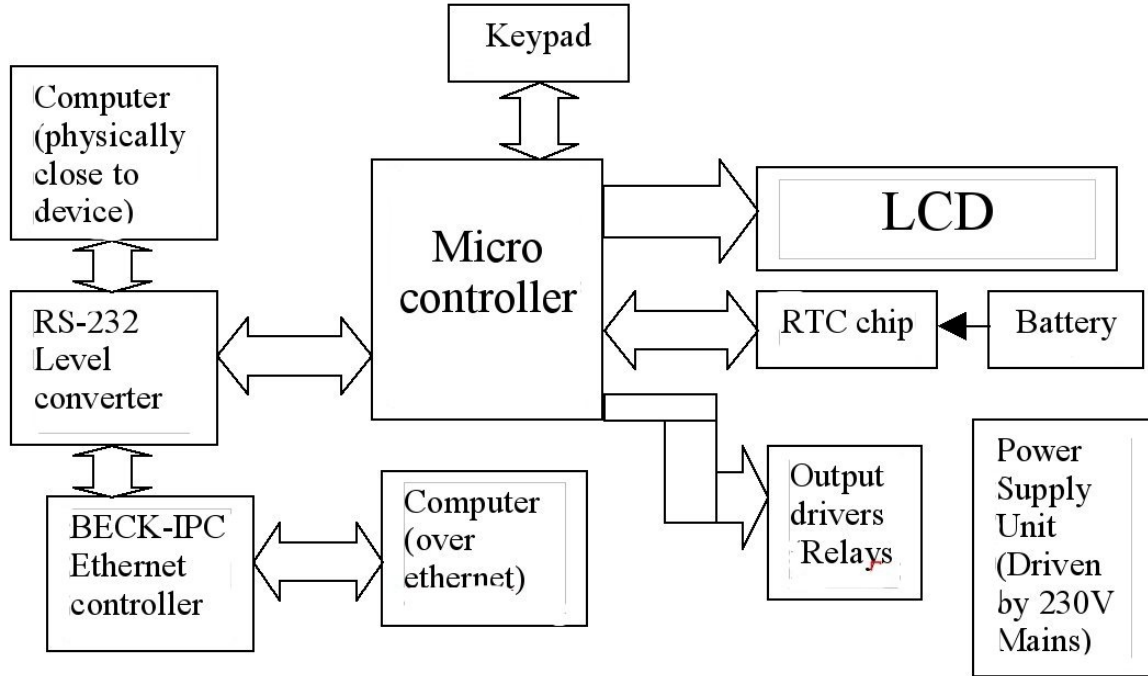 Keypad
Computer
(physically
close to
device)
Micro
controller
LCD
RS-232
Level
converter
RTC chip
Battery
BECK-IPC
Ethernet
controller
Computer
(over
ethernet)
Output
drivers
Relays
Power
Supply
Unit
(Driven
by 230V
Mains)